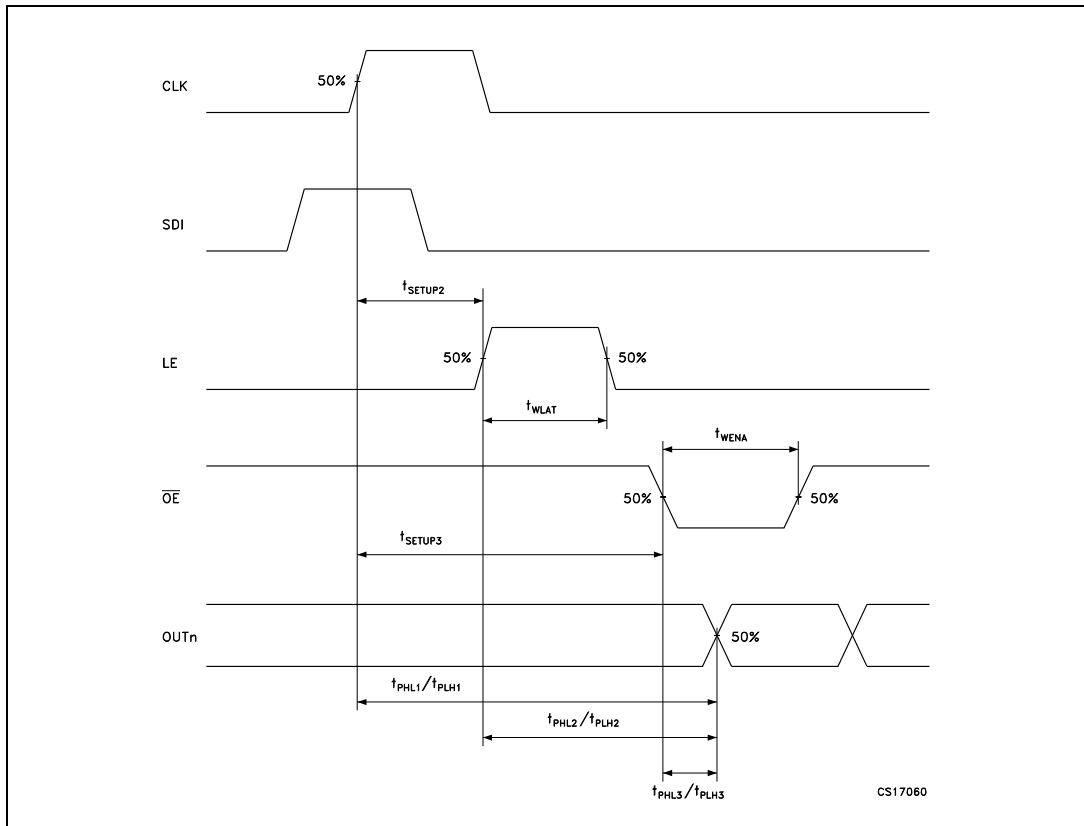 CLK
50%
SDI
tSETUP2
LE
50%
50%
tWLAT
tWENA
OE
50%
50%
tSETUP3
OUTn
50%
tPHL1/tPLH1
tPHL2/tPLH2
tPHL3/tPLH3
CS17060